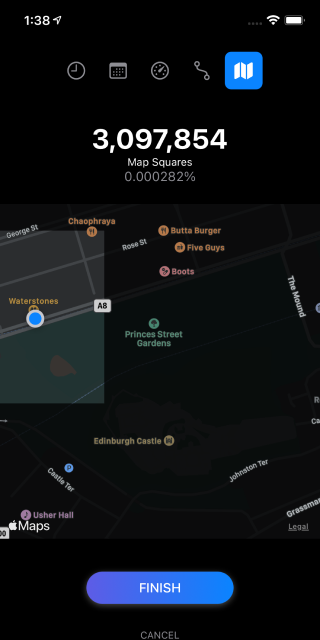 1:38
3,097,854
Map Squares
0.000282%
Chaophraya
George St
Butta Burger
Rose St
Five Guys
Boots
Waterstones
A8
The Mound
Princes Street
Gardens
Edinburgh Castle
Johnston Ter
Castle Ter
Usher Hall
Maps
Legal
FINISH
CANCEL